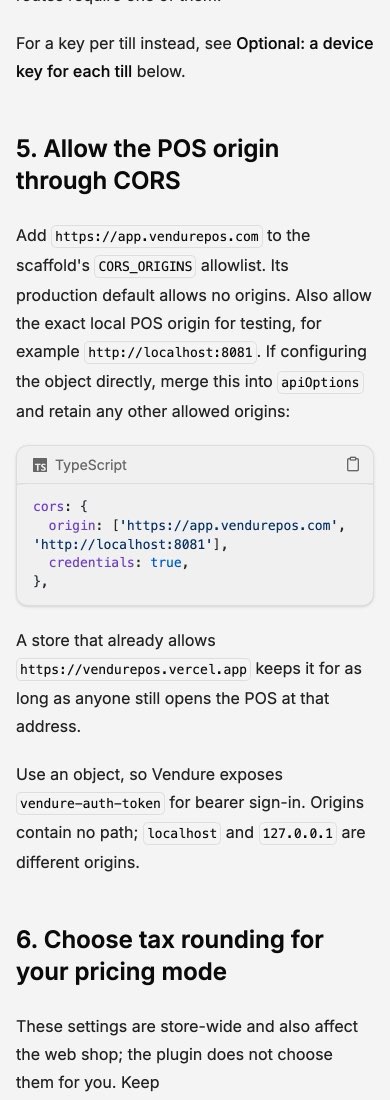 For a key per till instead, see Optional: a device
key for each till below.
5. Allow the POS origin
through CORS
Add https://app.vendurepos.com to the
scaffold's CORS_ORIGINS allowlist. Its
production default allows no origins. Also allow
the exact local POS origin for testing, for
example http://localhost:8081. If configuring
the object directly, merge this into apiOptions
and retain any other allowed origins:
TS TypeScript
cors: {
  origin: ['https://app.vendurepos.com',
'http://localhost:8081'],
  credentials: true,
},
A store that already allows
https://vendurepos.vercel.app keeps it for as
long as anyone still opens the POS at that
address.
Use an object, so Vendure exposes
vendure-auth-token for bearer sign-in. Origins
contain no path; localhost and 127.0.0.1 are
different origins.
6. Choose tax rounding for
your pricing mode
These settings are store-wide and also affect
the web shop; the plugin does not choose
them for you. Keep